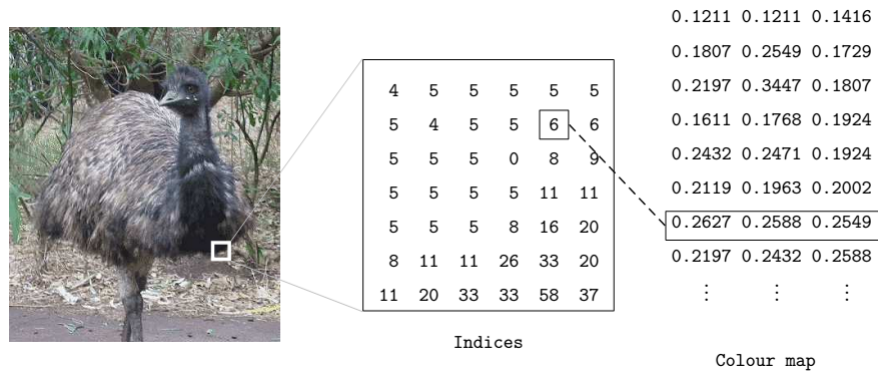 4 5 5 5 5 5
5 4 5 5 6 6
5 5 5 0 8 9
5 5 5 5 11 11
5 5 5 8 16 20
8 11 11 26 33 20
11 20 33 33 58 37
Indices
0.1211 0.1211 0.1416
0.1807 0.2549 0.1729
0.2197 0.3447 0.1807
0.1611 0.1768 0.1924
0.2432 0.2471 0.1924
0.2119 0.1963 0.2002
0.2627 0.2588 0.2549
0.2197 0.2432 0.2588
⋮ ⋮ ⋮
Colour map